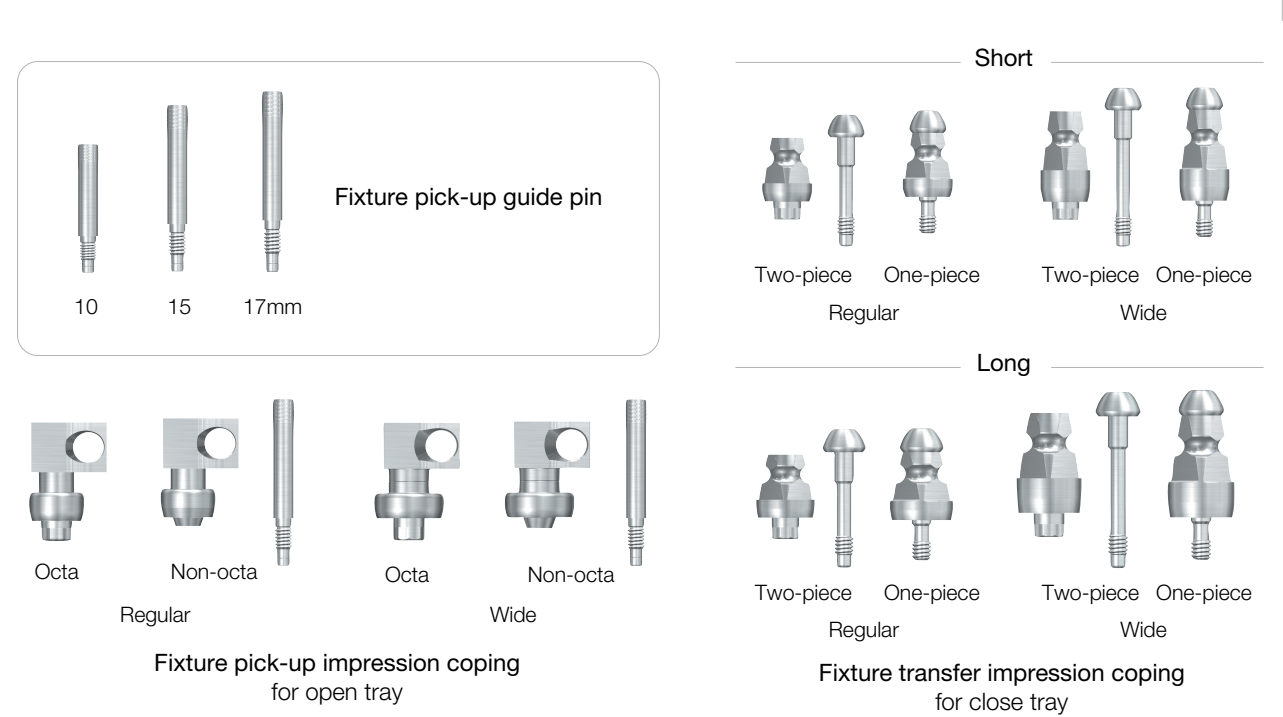 Fixture pick-up guide pin
10
15
17mm
Octa
Non-octa
Octa
Non-octa
Regular
Wide
Fixture pick-up impression coping
for open tray
Short
Two-piece
One-piece
Two-piece
One-piece
Regular
Wide
Long
Two-piece
One-piece
Two-piece
One-piece
Regular
Wide
Fixture transfer impression coping
for close tray